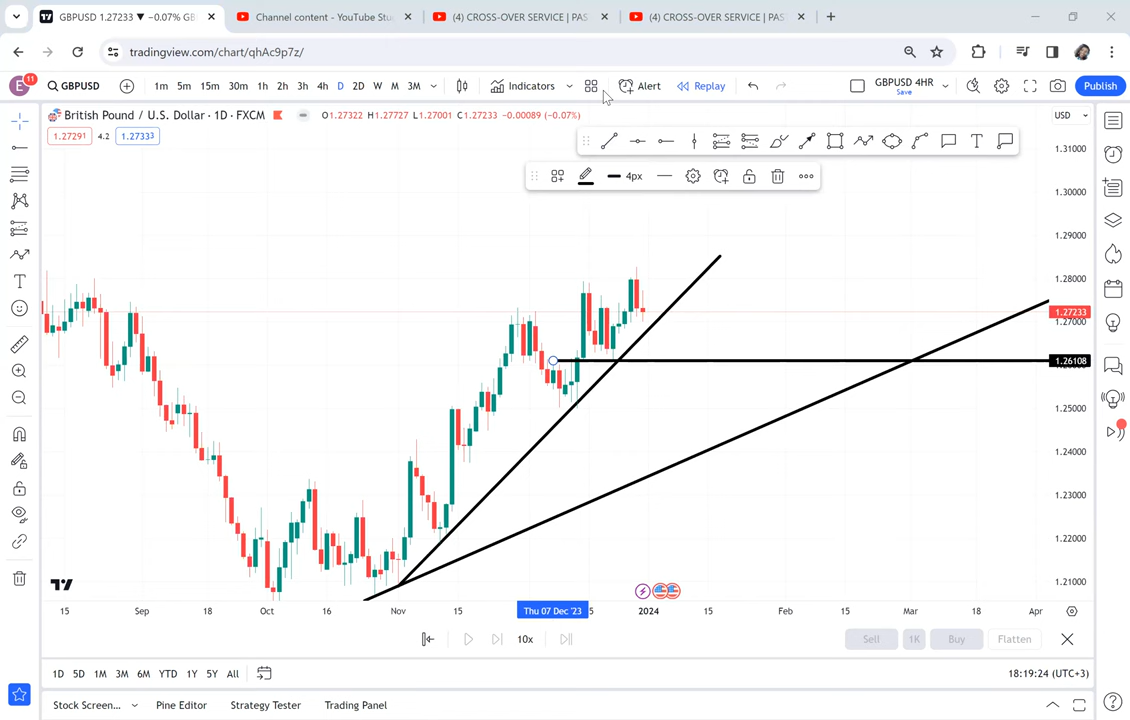 GBPUSD 1.27233 ▼ −0.07% GB
Channel content - YouTube Stu
(4) CROSS-OVER SERVICE | PAS
(4) CROSS-OVER SERVICE | PAS
tradingview.com/chart/qhAc9p7z/
E 11 GBPUSD 1m 5m 15m 30m 1h 2h 3h 4h D 2D W M 3M Indicators Alert Replay GBPUSD 4HR Save Publish
British Pound / U.S. Dollar · 1D · FXCM O1.27322 H1.27727 L1.27001 C1.27233 −0.00089 (−0.07%) USD
1.27291 4.2 1.27333
4px
1.31000
1.30000
1.29000
1.28000
1.27233
1.27000
1.26108
1.25000
1.24000
1.23000
1.22000
1.21000
15 Sep 18 Oct 16 Nov 15 Thu 07 Dec '23 5 2024 15 Feb 15 Mar 18 Apr
10x Sell 1K Buy Flatten
1D 5D 1M 3M 6M YTD 1Y 5Y All 18:19:24 (UTC+3)
Stock Screen... Pine Editor Strategy Tester Trading Panel